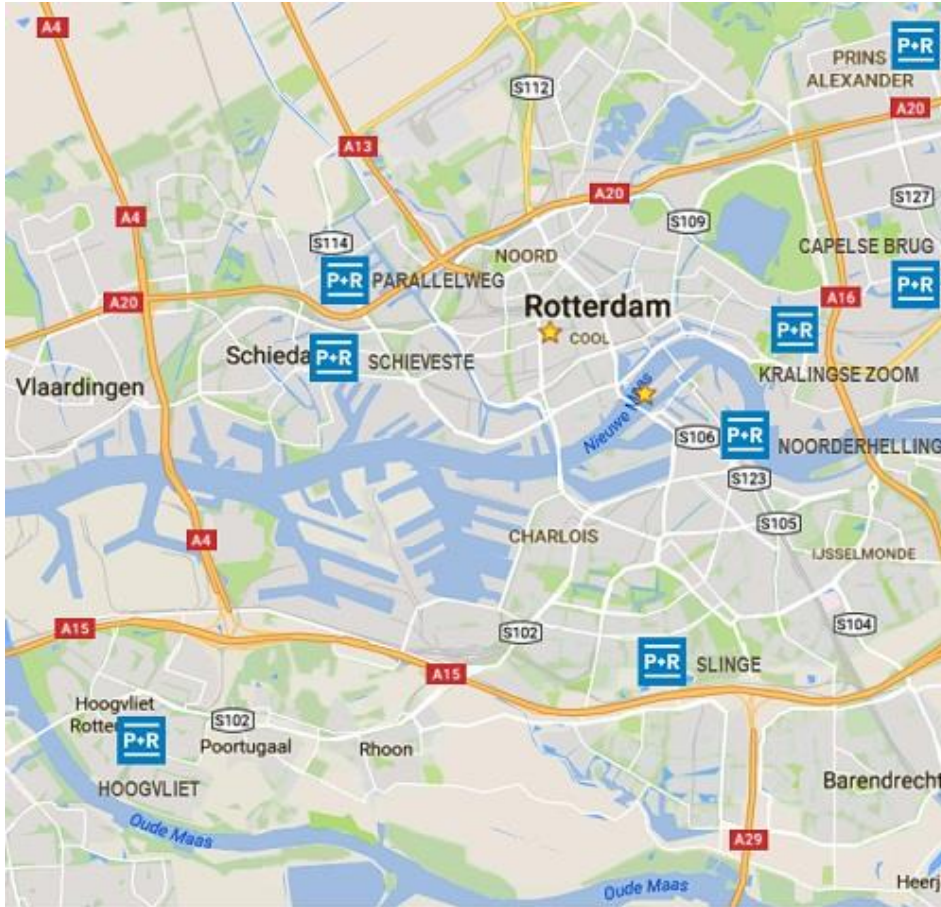 A4
P+R
PRINS
ALEXANDER
S112
A20
A13
A20
S127
A4
S109
S114
CAPELSE BRUG
NOORD
P+R
PARALLELWEG
P+R
A20
Rotterdam
A16
COOL
P+R
Schieda
P+R
SCHIEVESTE
KRALINGSE ZOOM
Vlaardingen
Nieuwe M as
S106
P+R
NOORDERHELLING
S123
S105
A4
CHARLOIS
IJSSELMONDE
A15
S102
S104
P+R
SLINGE
A15
Hoogvliet
Rotte
P+R
S102
Poortugaal
Rhoon
HOOGVLIET
Barendrecht
Oude Maas
A29
Oude Maas
Heerj